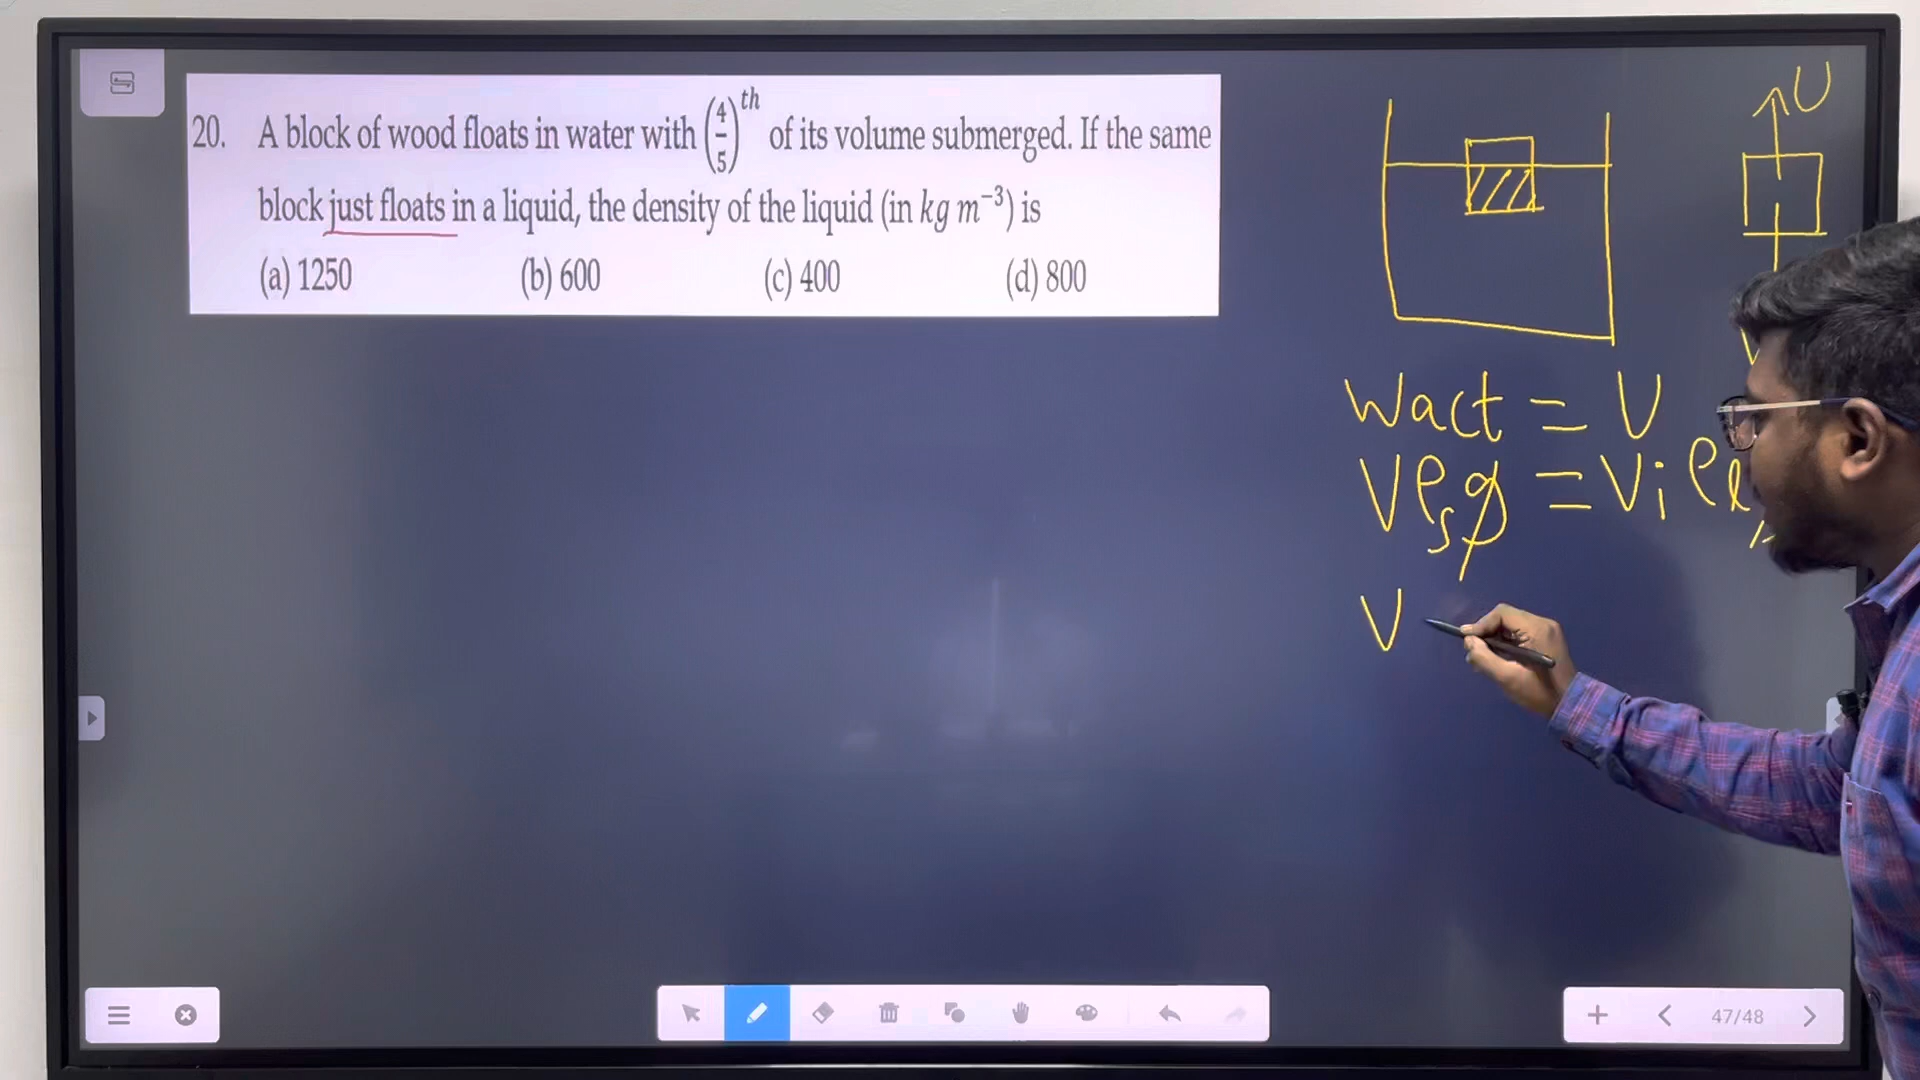 20. A block of wood floats in water with (4/5)^th of its volume submerged. If the same
block just floats in a liquid, the density of the liquid (in kg m⁻³) is
(a) 1250 (b) 600 (c) 400 (d) 800
U
Wact = U
Vρsg = Viρl
V
47/48